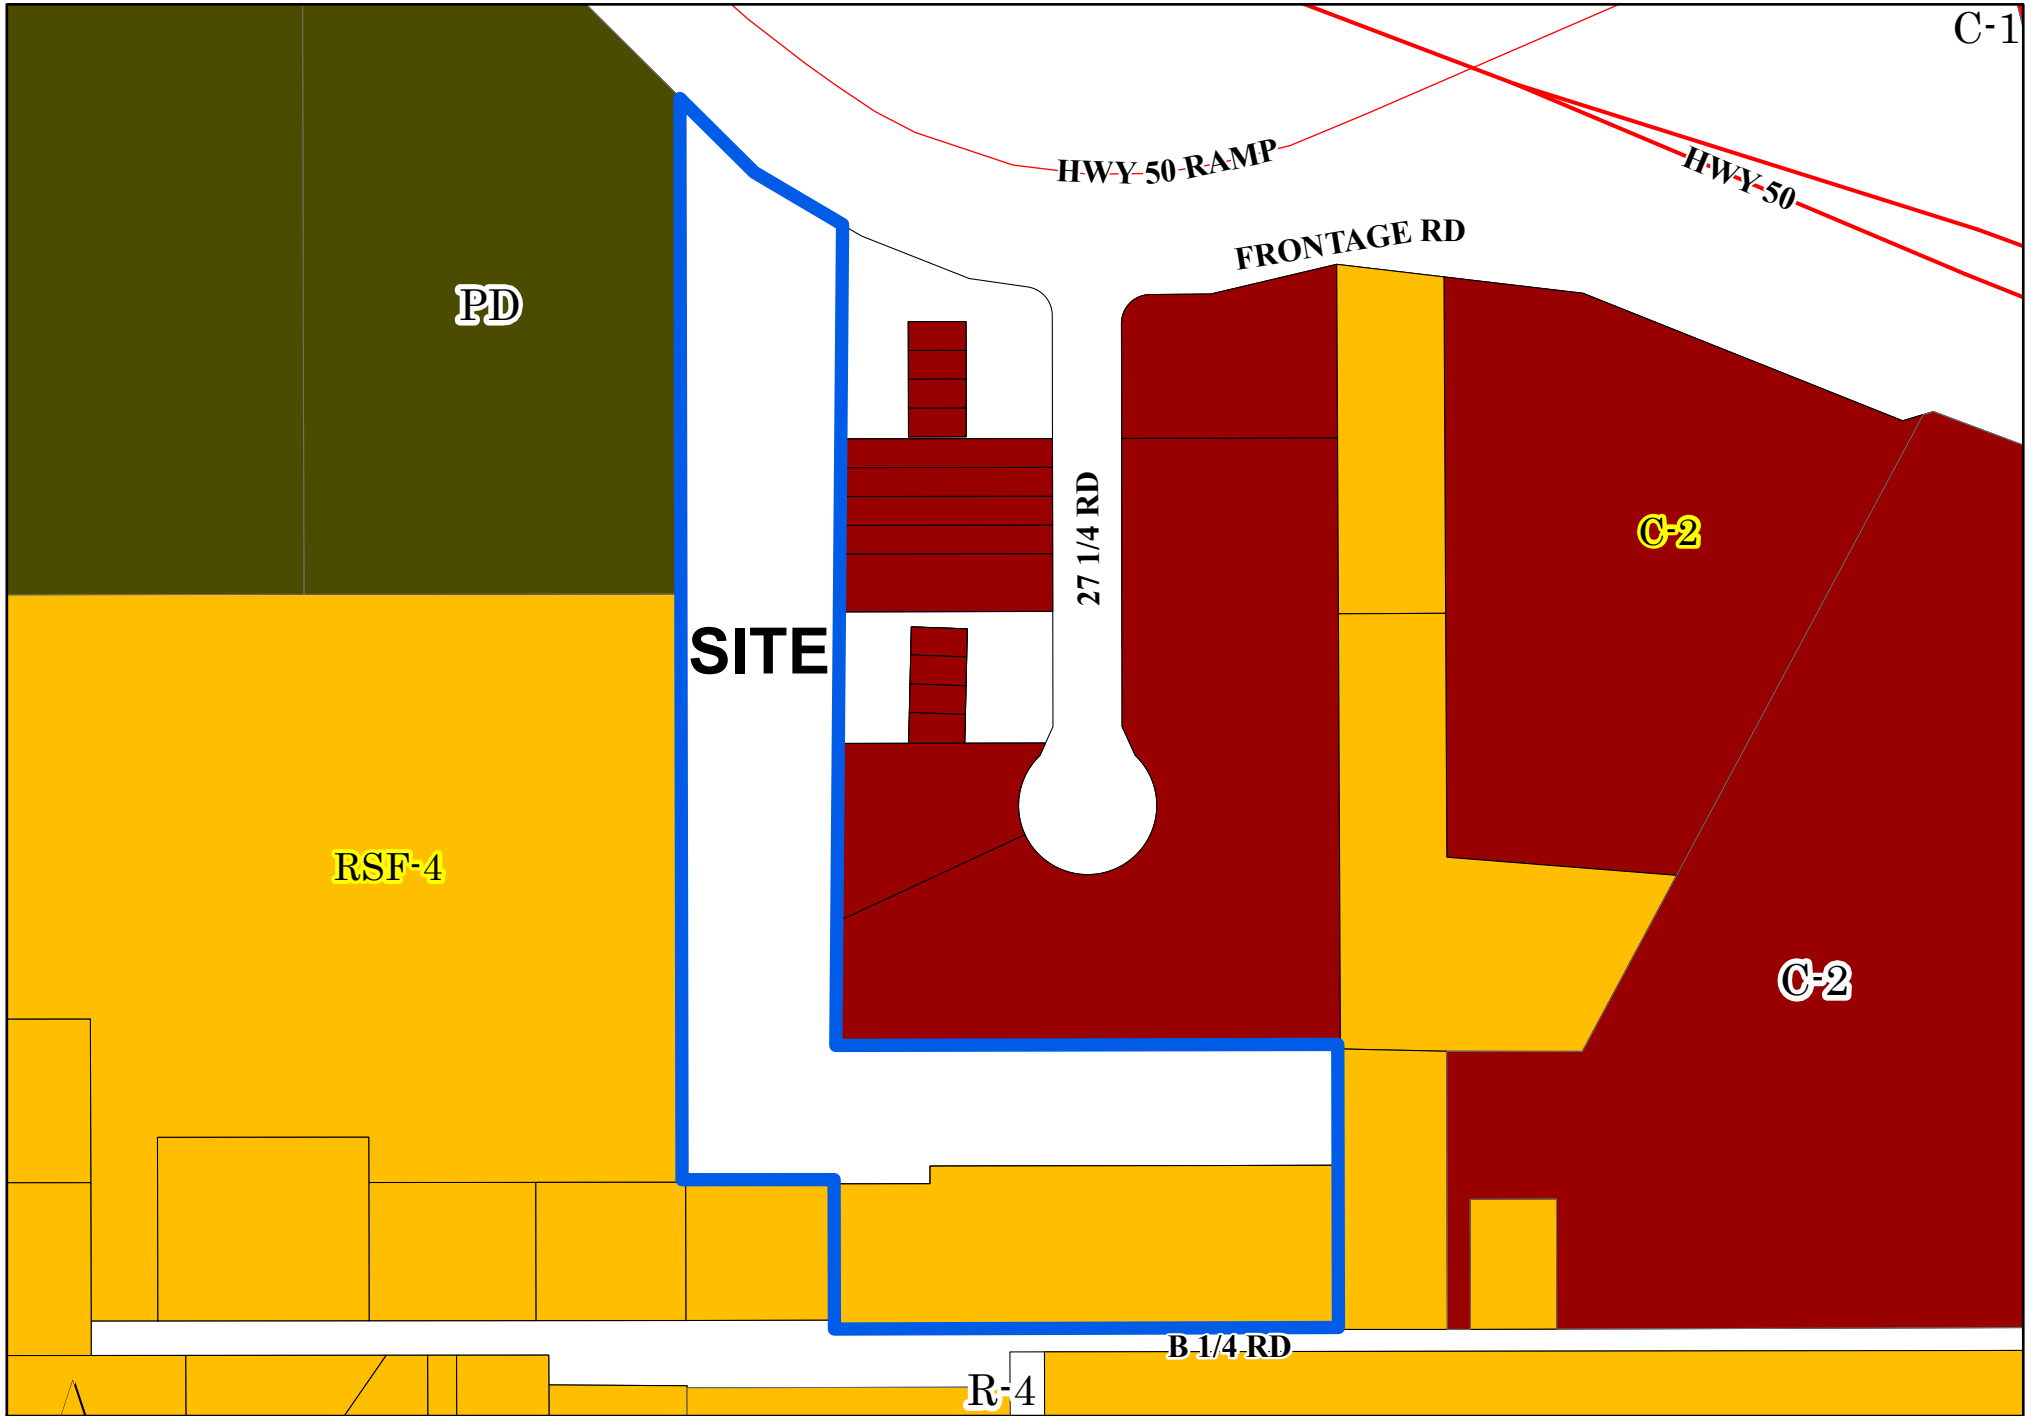 C-1
HWY 50 RAMP
HWY 50
FRONTAGE RD
PD
C-2
27 1/4 RD
SITE
RSF-4
C-2
B 1/4 RD
R-4